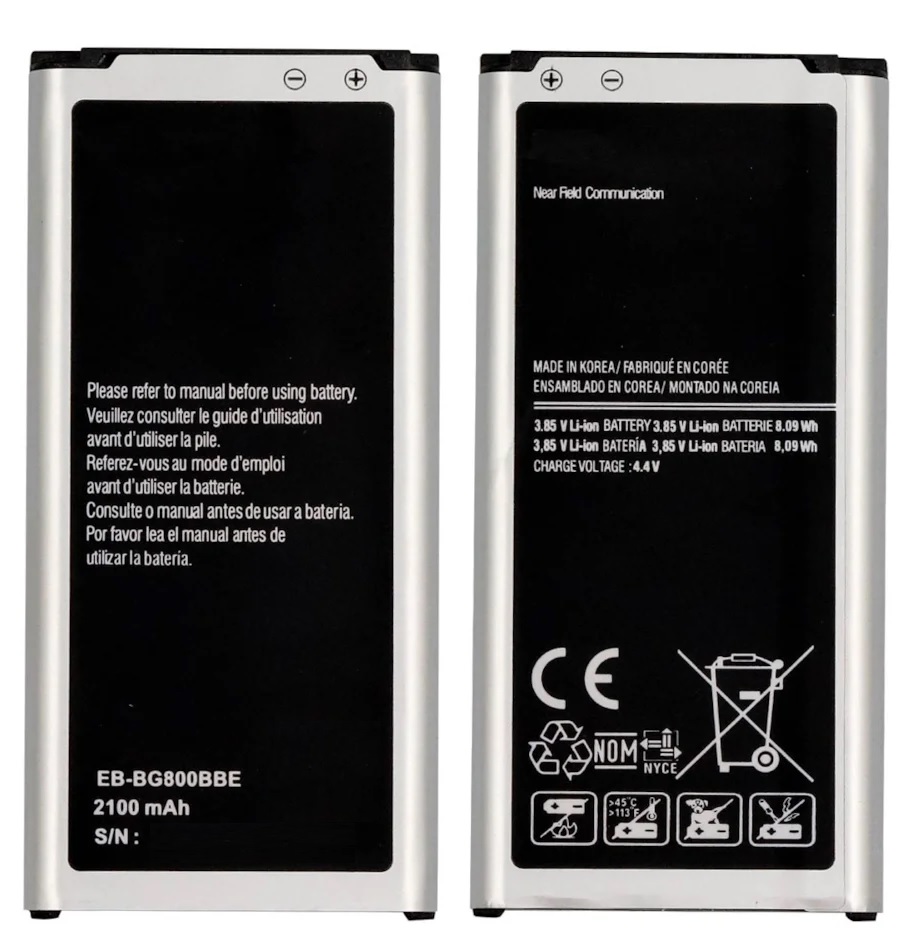 Please refer to manual before using battery.
Veuillez consulter le guide d'utilisation
avant d'utiliser la pile.
Referez-vous au mode d'emploi
avant d'utiliser la batterie.
Consulte o manual antes de usar a bateria.
Por favor lea el manual antes de
utilizar la batería.
EB-BG800BBE
2100 mAh
S/N :
Near Field Communication
MADE IN KOREA/ FABRIQUÉ EN CORÉE
ENSAMBLADO EN COREA/ MONTADO NA COREIA
3.85 V Li-ion BATTERY 3.85 V Li-ion BATTERIE 8.09 Wh
3,85 V Li-ion BATERÍA 3,85 V Li-ion BATERIA 8,09 Wh
CHARGE VOLTAGE : 4.4 V
CE
NOM
NYCE
>45°C
>113°F